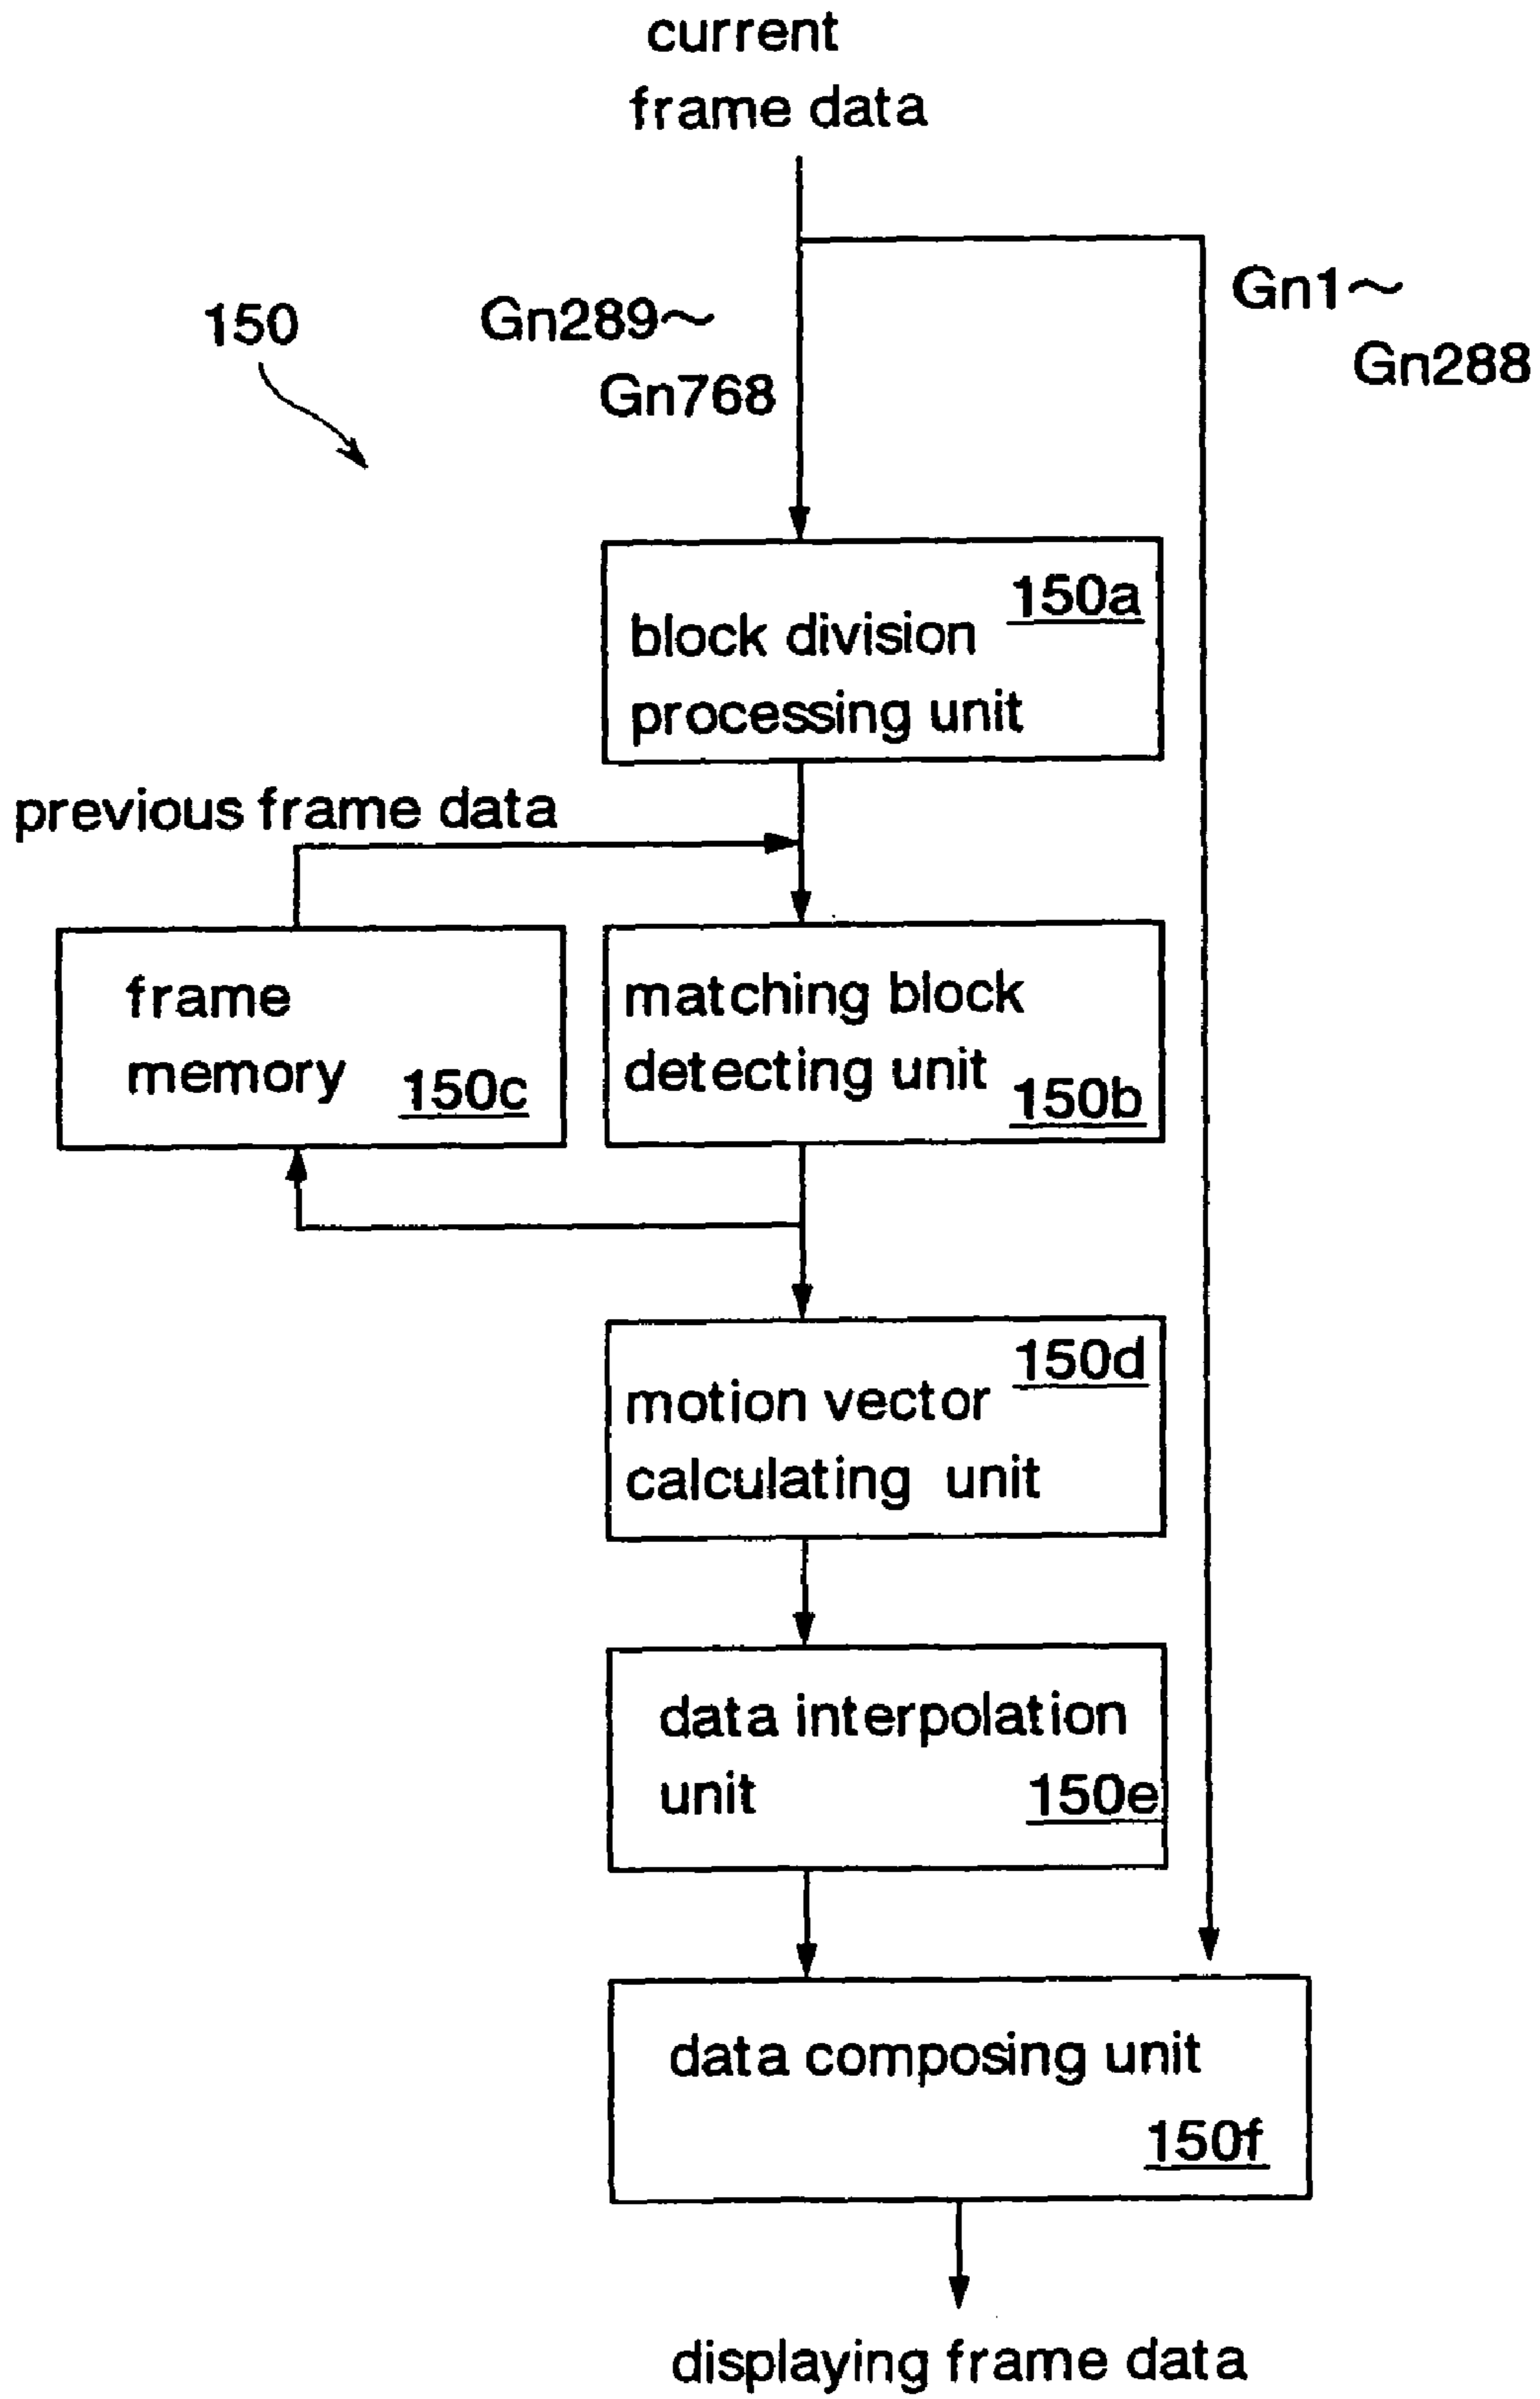 current
frame data
Gn1~
Gn288
150
Gn289~
Gn768
150a
block division
processing unit
previous frame data
frame
memory
150c
matching block
detecting unit
150b
150d
motion vector
calculating unit
data interpolation
unit
150e
data composing unit
150f
displaying frame data